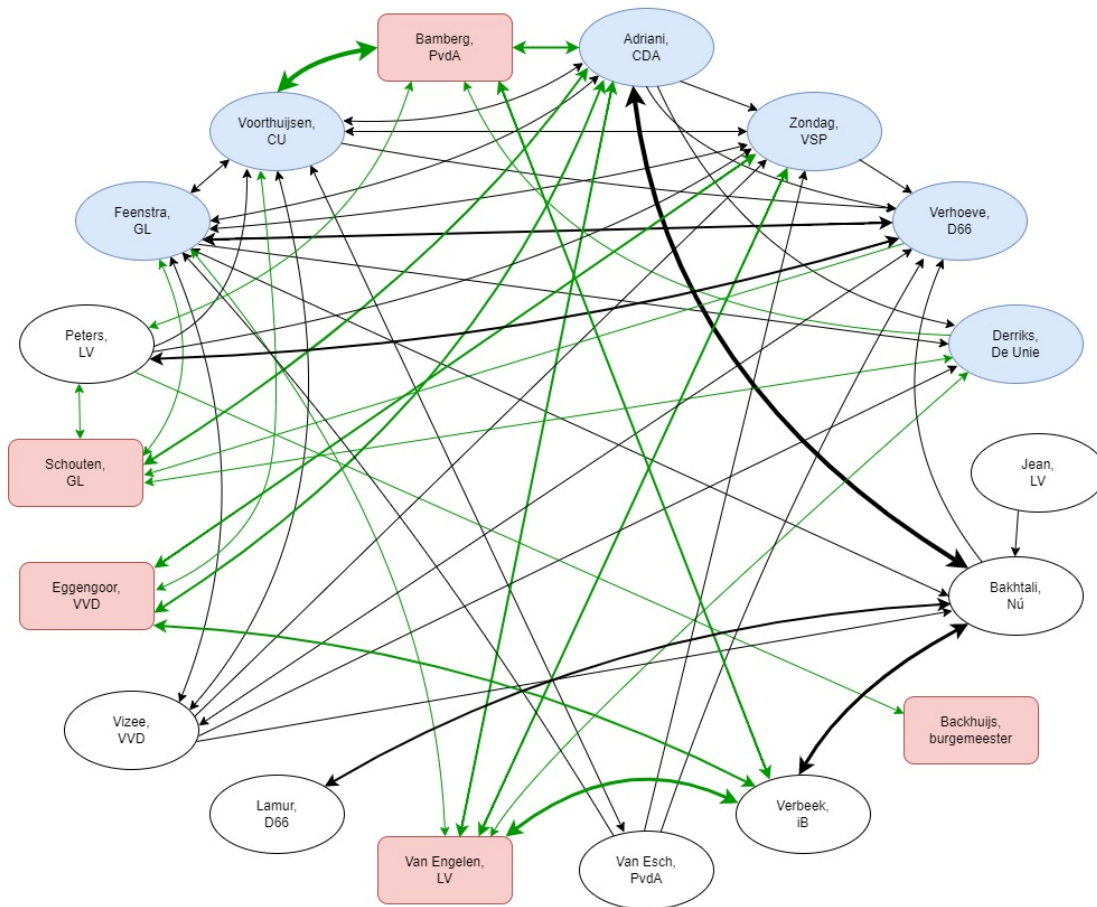 Bamberg,
PvdA
Adriani,
CDA
Voorthuijsen,
CU
Zondag,
VSP
Feenstra,
GL
Verhoeve,
D66
Peters,
LV
Derriks,
De Unie
Schouten,
GL
Jean,
LV
Eggengoor,
VVD
Bakhtali,
Nú
Vizee,
VVD
Backhuijs,
burgemeester
Lamur,
D66
Verbeek,
iB
Van Engelen,
LV
Van Esch,
PvdA